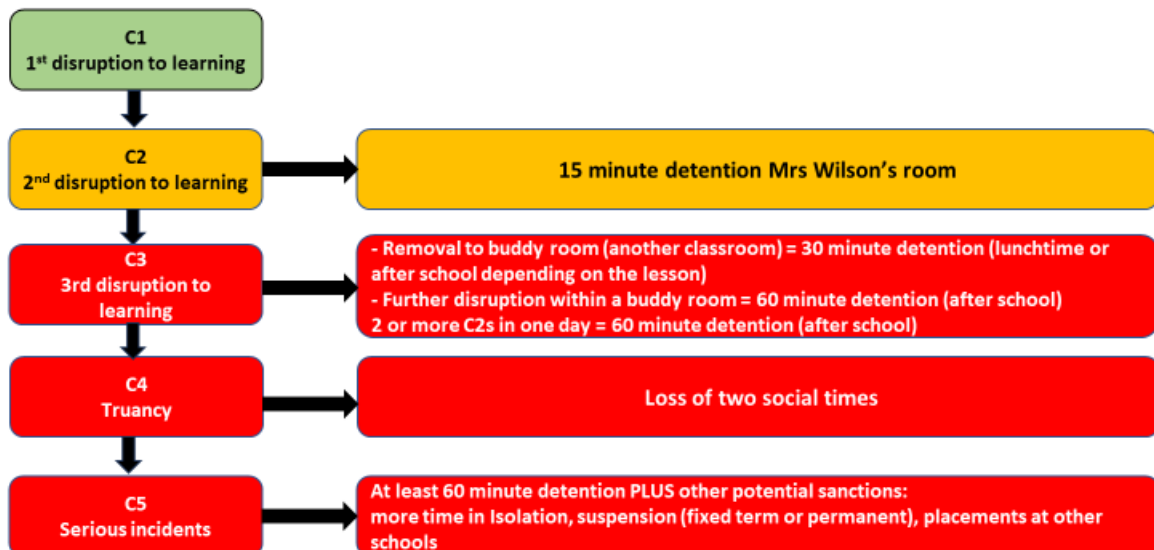 C1
1st disruption to learning
C2
2nd disruption to learning
15 minute detention Mrs Wilson's room
C3
3rd disruption to
learning
- Removal to buddy room (another classroom) = 30 minute detention (lunchtime or
after school depending on the lesson)
- Further disruption within a buddy room = 60 minute detention (after school)
2 or more C2s in one day = 60 minute detention (after school)
C4
Truancy
Loss of two social times
C5
Serious incidents
At least 60 minute detention PLUS other potential sanctions:
more time in Isolation, suspension (fixed term or permanent), placements at other
schools